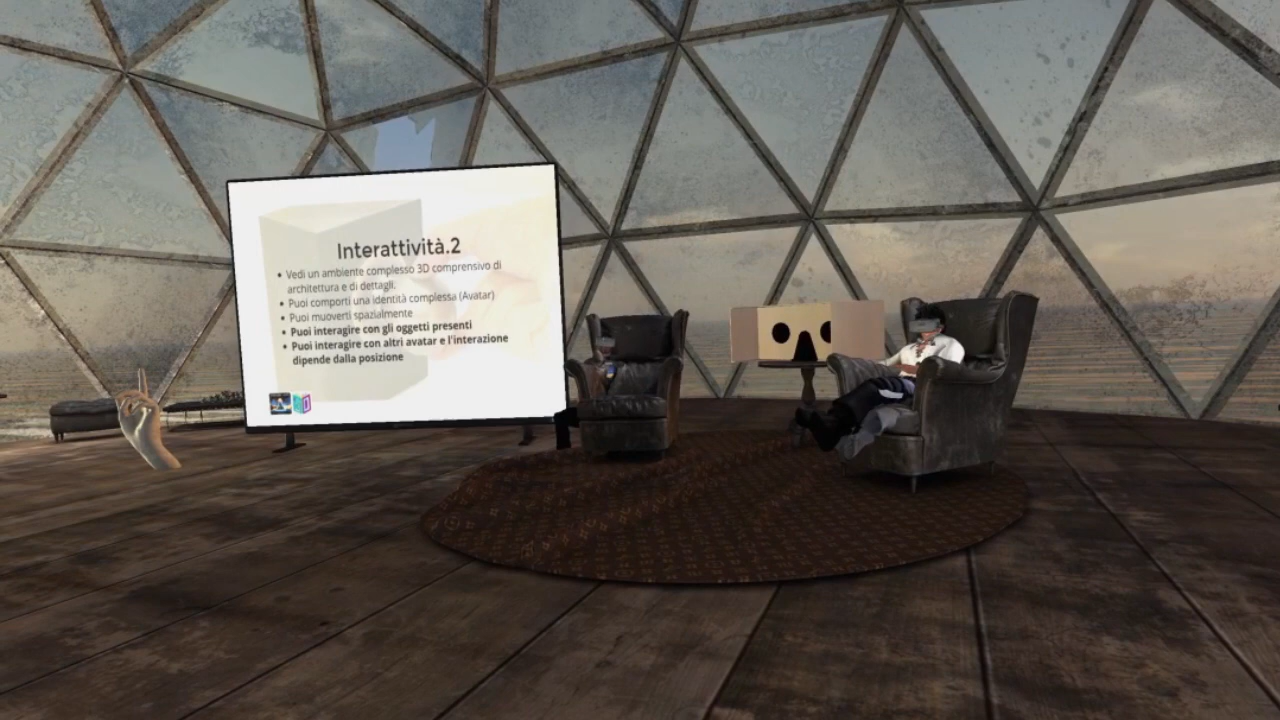 Interattività.2
• Vedi un ambiente complesso 3D comprensivo di
architettura e di dettagli.
• Puoi comporti una identità complessa (Avatar)
• Puoi muoverti spazialmente
• Puoi interagire con gli oggetti presenti
• Puoi interagire con altri avatar e l'interazione
dipende dalla posizione